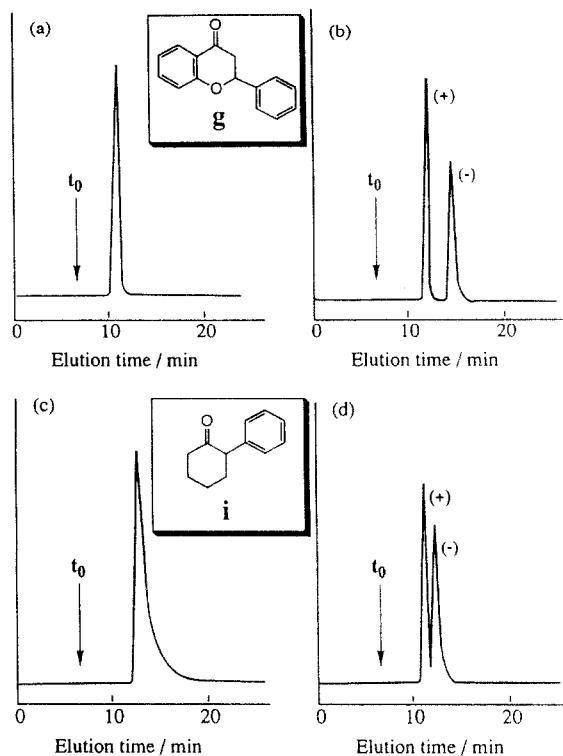 (a)
O
O
g
t0
0 10 20
Elution time / min
(b)
(+)
(-)
t0
0 10 20
Elution time / min
(c)
O
i
t0
0 10 20
Elution time / min
(d)
(+)
(-)
t0
0 10 20
Elution time / min